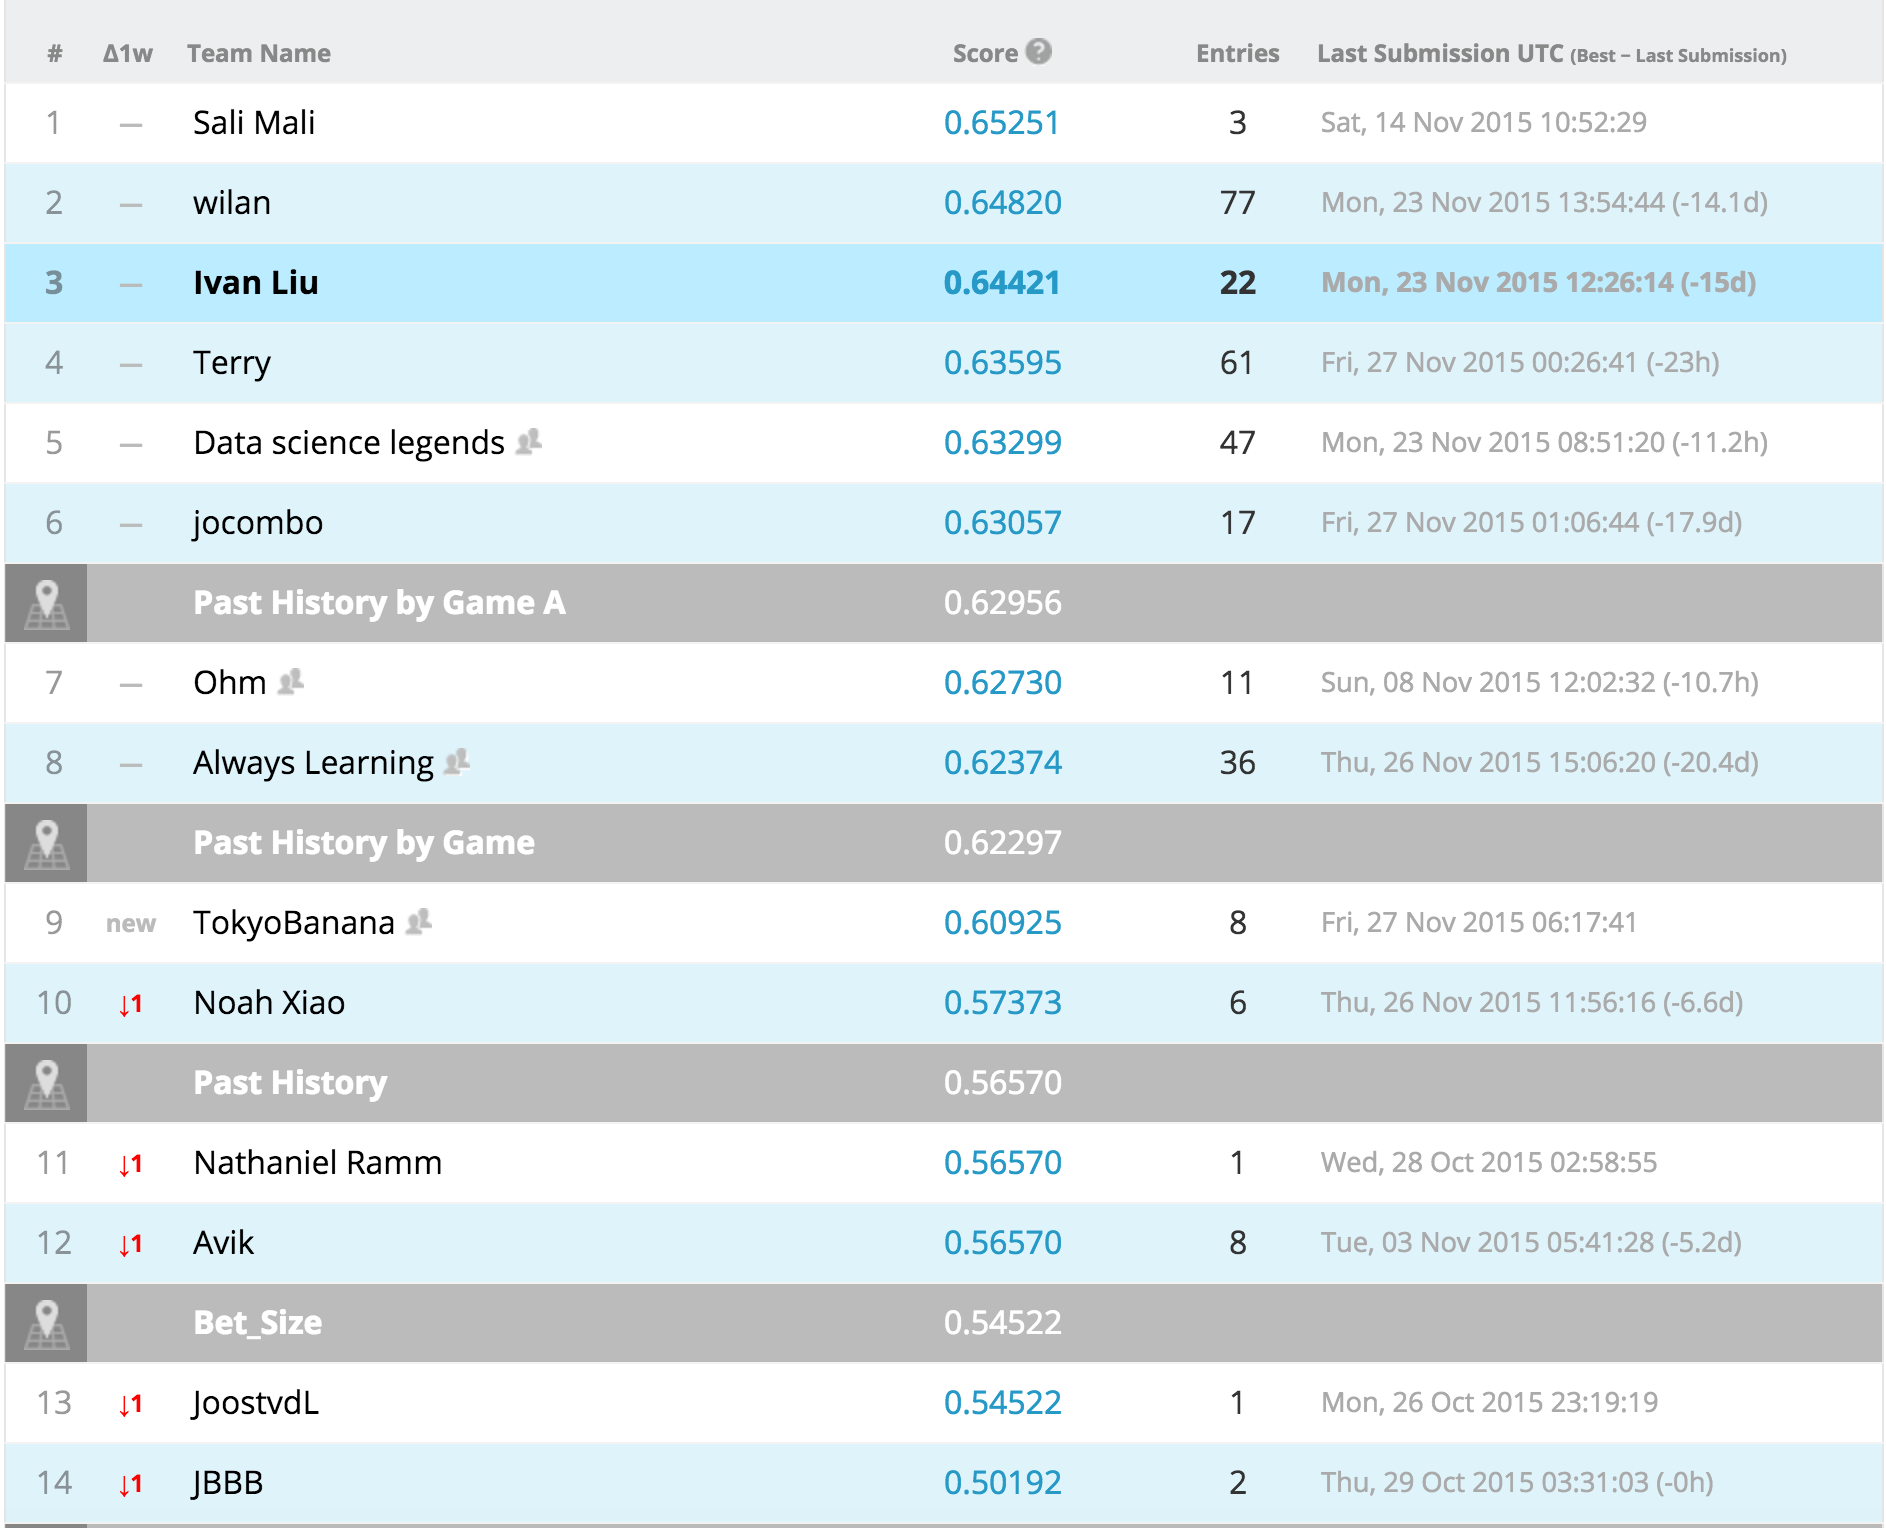 # Δ1w Team Name Score ? Entries Last Submission UTC (Best – Last Submission)
1 — Sali Mali 0.65251 3 Sat, 14 Nov 2015 10:52:29
2 — wilan 0.64820 77 Mon, 23 Nov 2015 13:54:44 (-14.1d)
3 — Ivan Liu 0.64421 22 Mon, 23 Nov 2015 12:26:14 (-15d)
4 — Terry 0.63595 61 Fri, 27 Nov 2015 00:26:41 (-23h)
5 — Data science legends 0.63299 47 Mon, 23 Nov 2015 08:51:20 (-11.2h)
6 — jocombo 0.63057 17 Fri, 27 Nov 2015 01:06:44 (-17.9d)
Past History by Game A 0.62956
7 — Ohm 0.62730 11 Sun, 08 Nov 2015 12:02:32 (-10.7h)
8 — Always Learning 0.62374 36 Thu, 26 Nov 2015 15:06:20 (-20.4d)
Past History by Game 0.62297
9 new TokyoBanana 0.60925 8 Fri, 27 Nov 2015 06:17:41
10 ↓1 Noah Xiao 0.57373 6 Thu, 26 Nov 2015 11:56:16 (-6.6d)
Past History 0.56570
11 ↓1 Nathaniel Ramm 0.56570 1 Wed, 28 Oct 2015 02:58:55
12 ↓1 Avik 0.56570 8 Tue, 03 Nov 2015 05:41:28 (-5.2d)
Bet_Size 0.54522
13 ↓1 JoostvdL 0.54522 1 Mon, 26 Oct 2015 23:19:19
14 ↓1 JBBB 0.50192 2 Thu, 29 Oct 2015 03:31:03 (-0h)